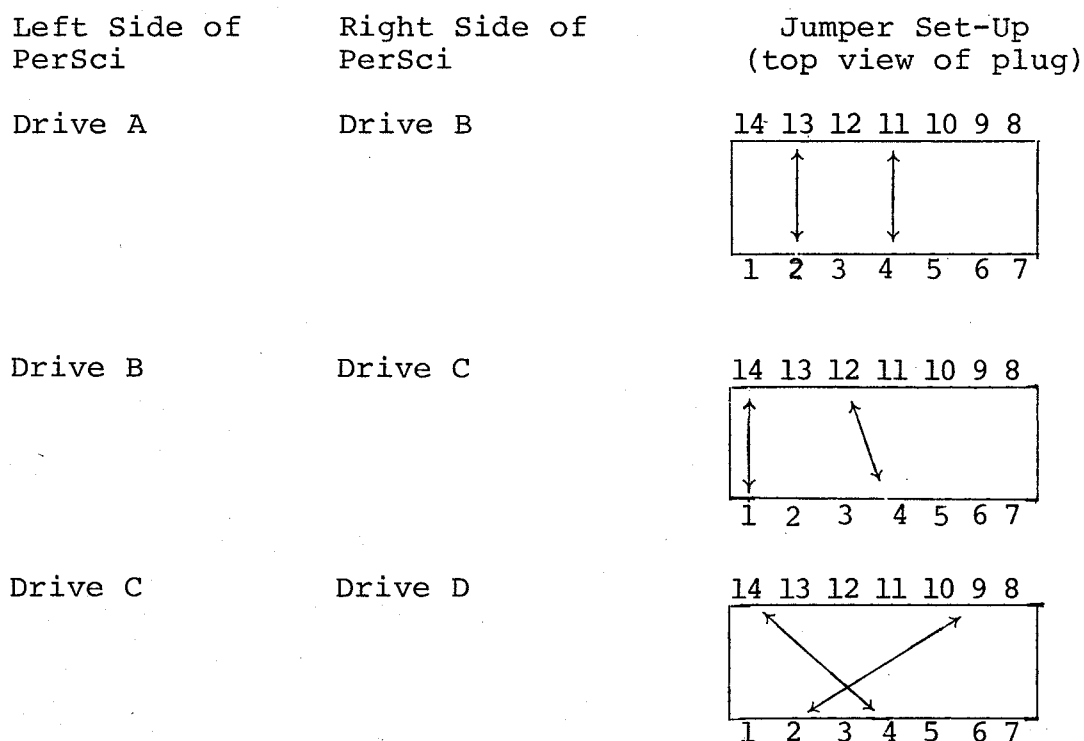 Left Side of Right Side of Jumper Set-Up
PerSci PerSci (top view of plug)
Drive A Drive B 14 13 12 11 10 9 8
1 2 3 4 5 6 7
Drive B Drive C 14 13 12 11 10 9 8
1 2 3 4 5 6 7
Drive C Drive D 14 13 12 11 10 9 8
1 2 3 4 5 6 7